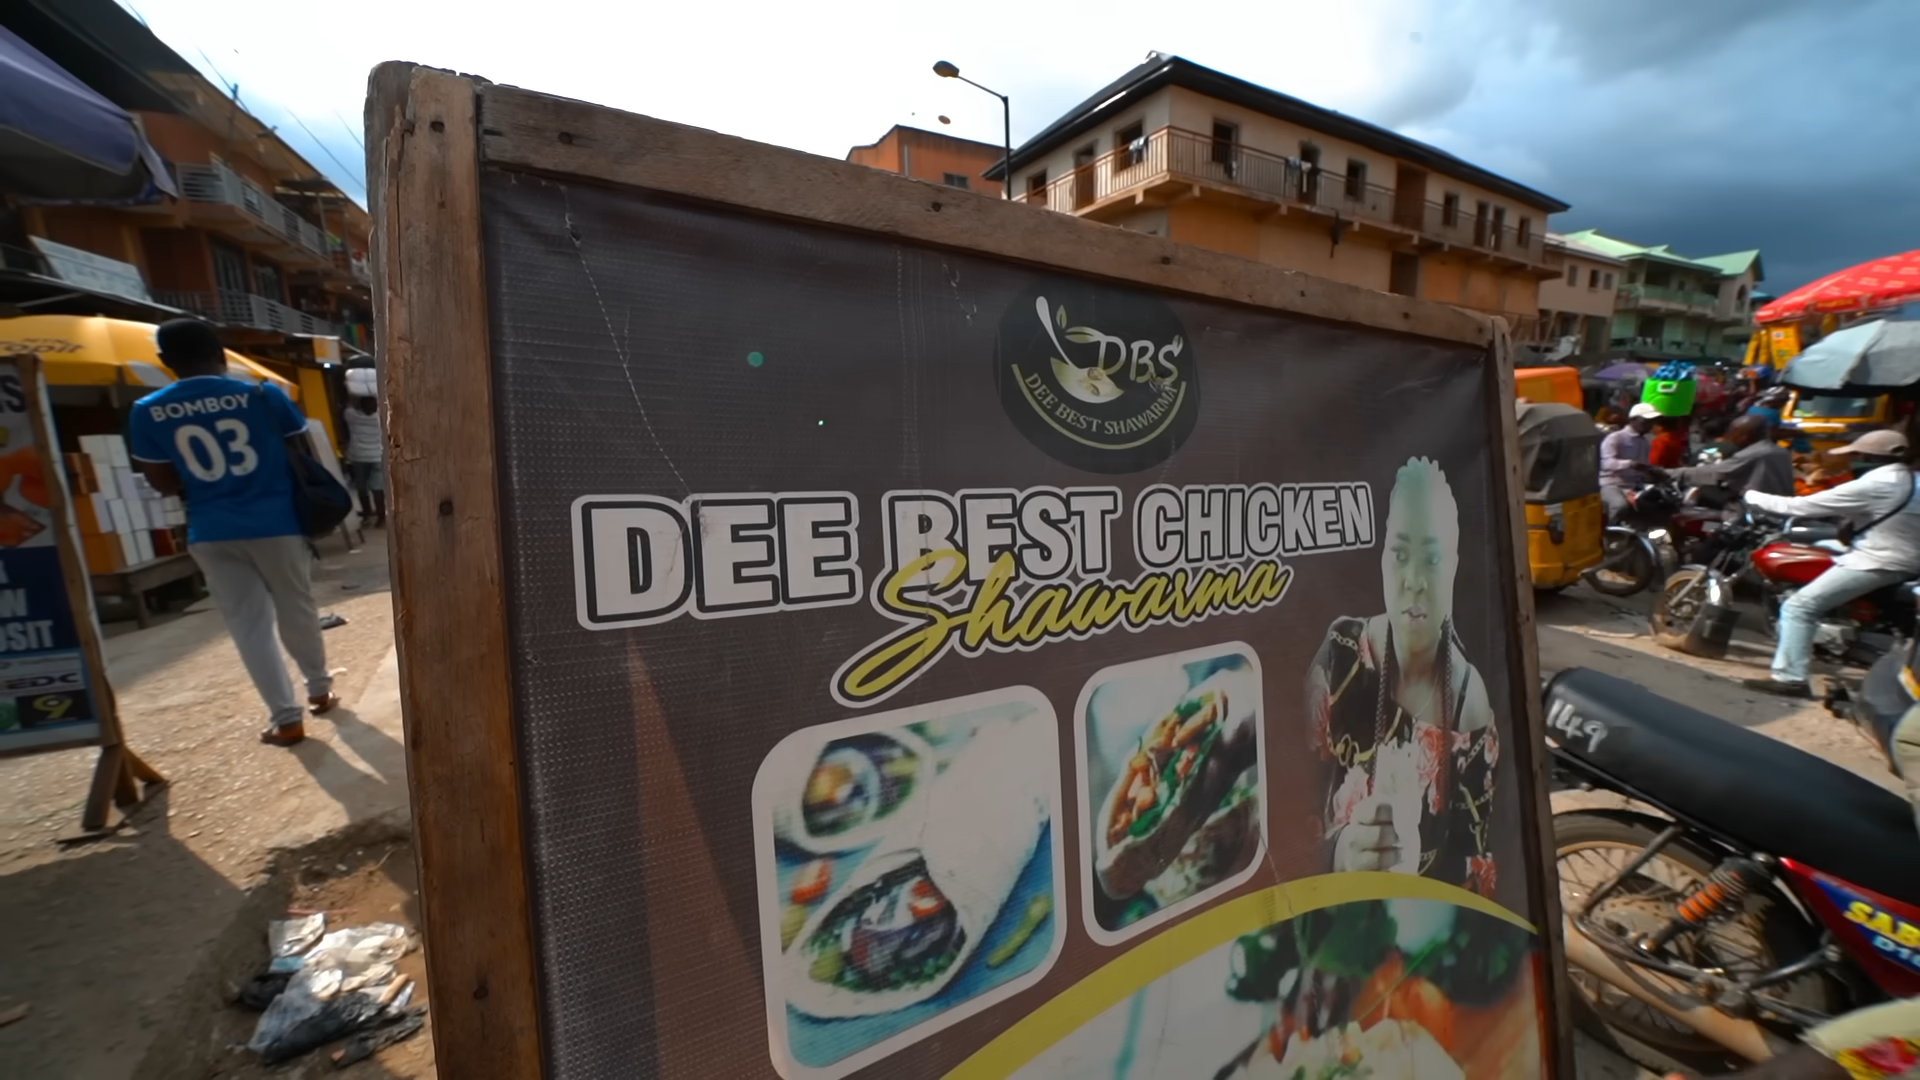 DBS
DEE BEST SHAWARMA
DEE BEST CHICKEN
Shawarma
BOMBOY
03
149